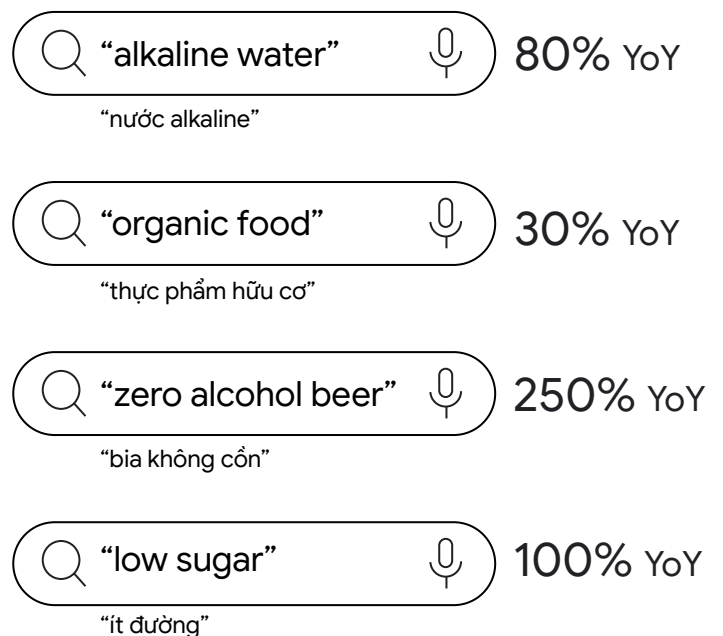 “alkaline water” 80% YoY
“nước alkaline”
“organic food” 30% YoY
“thực phẩm hữu cơ”
“zero alcohol beer” 250% YoY
“bia không cồn”
“low sugar” 100% YoY
“ít đường”